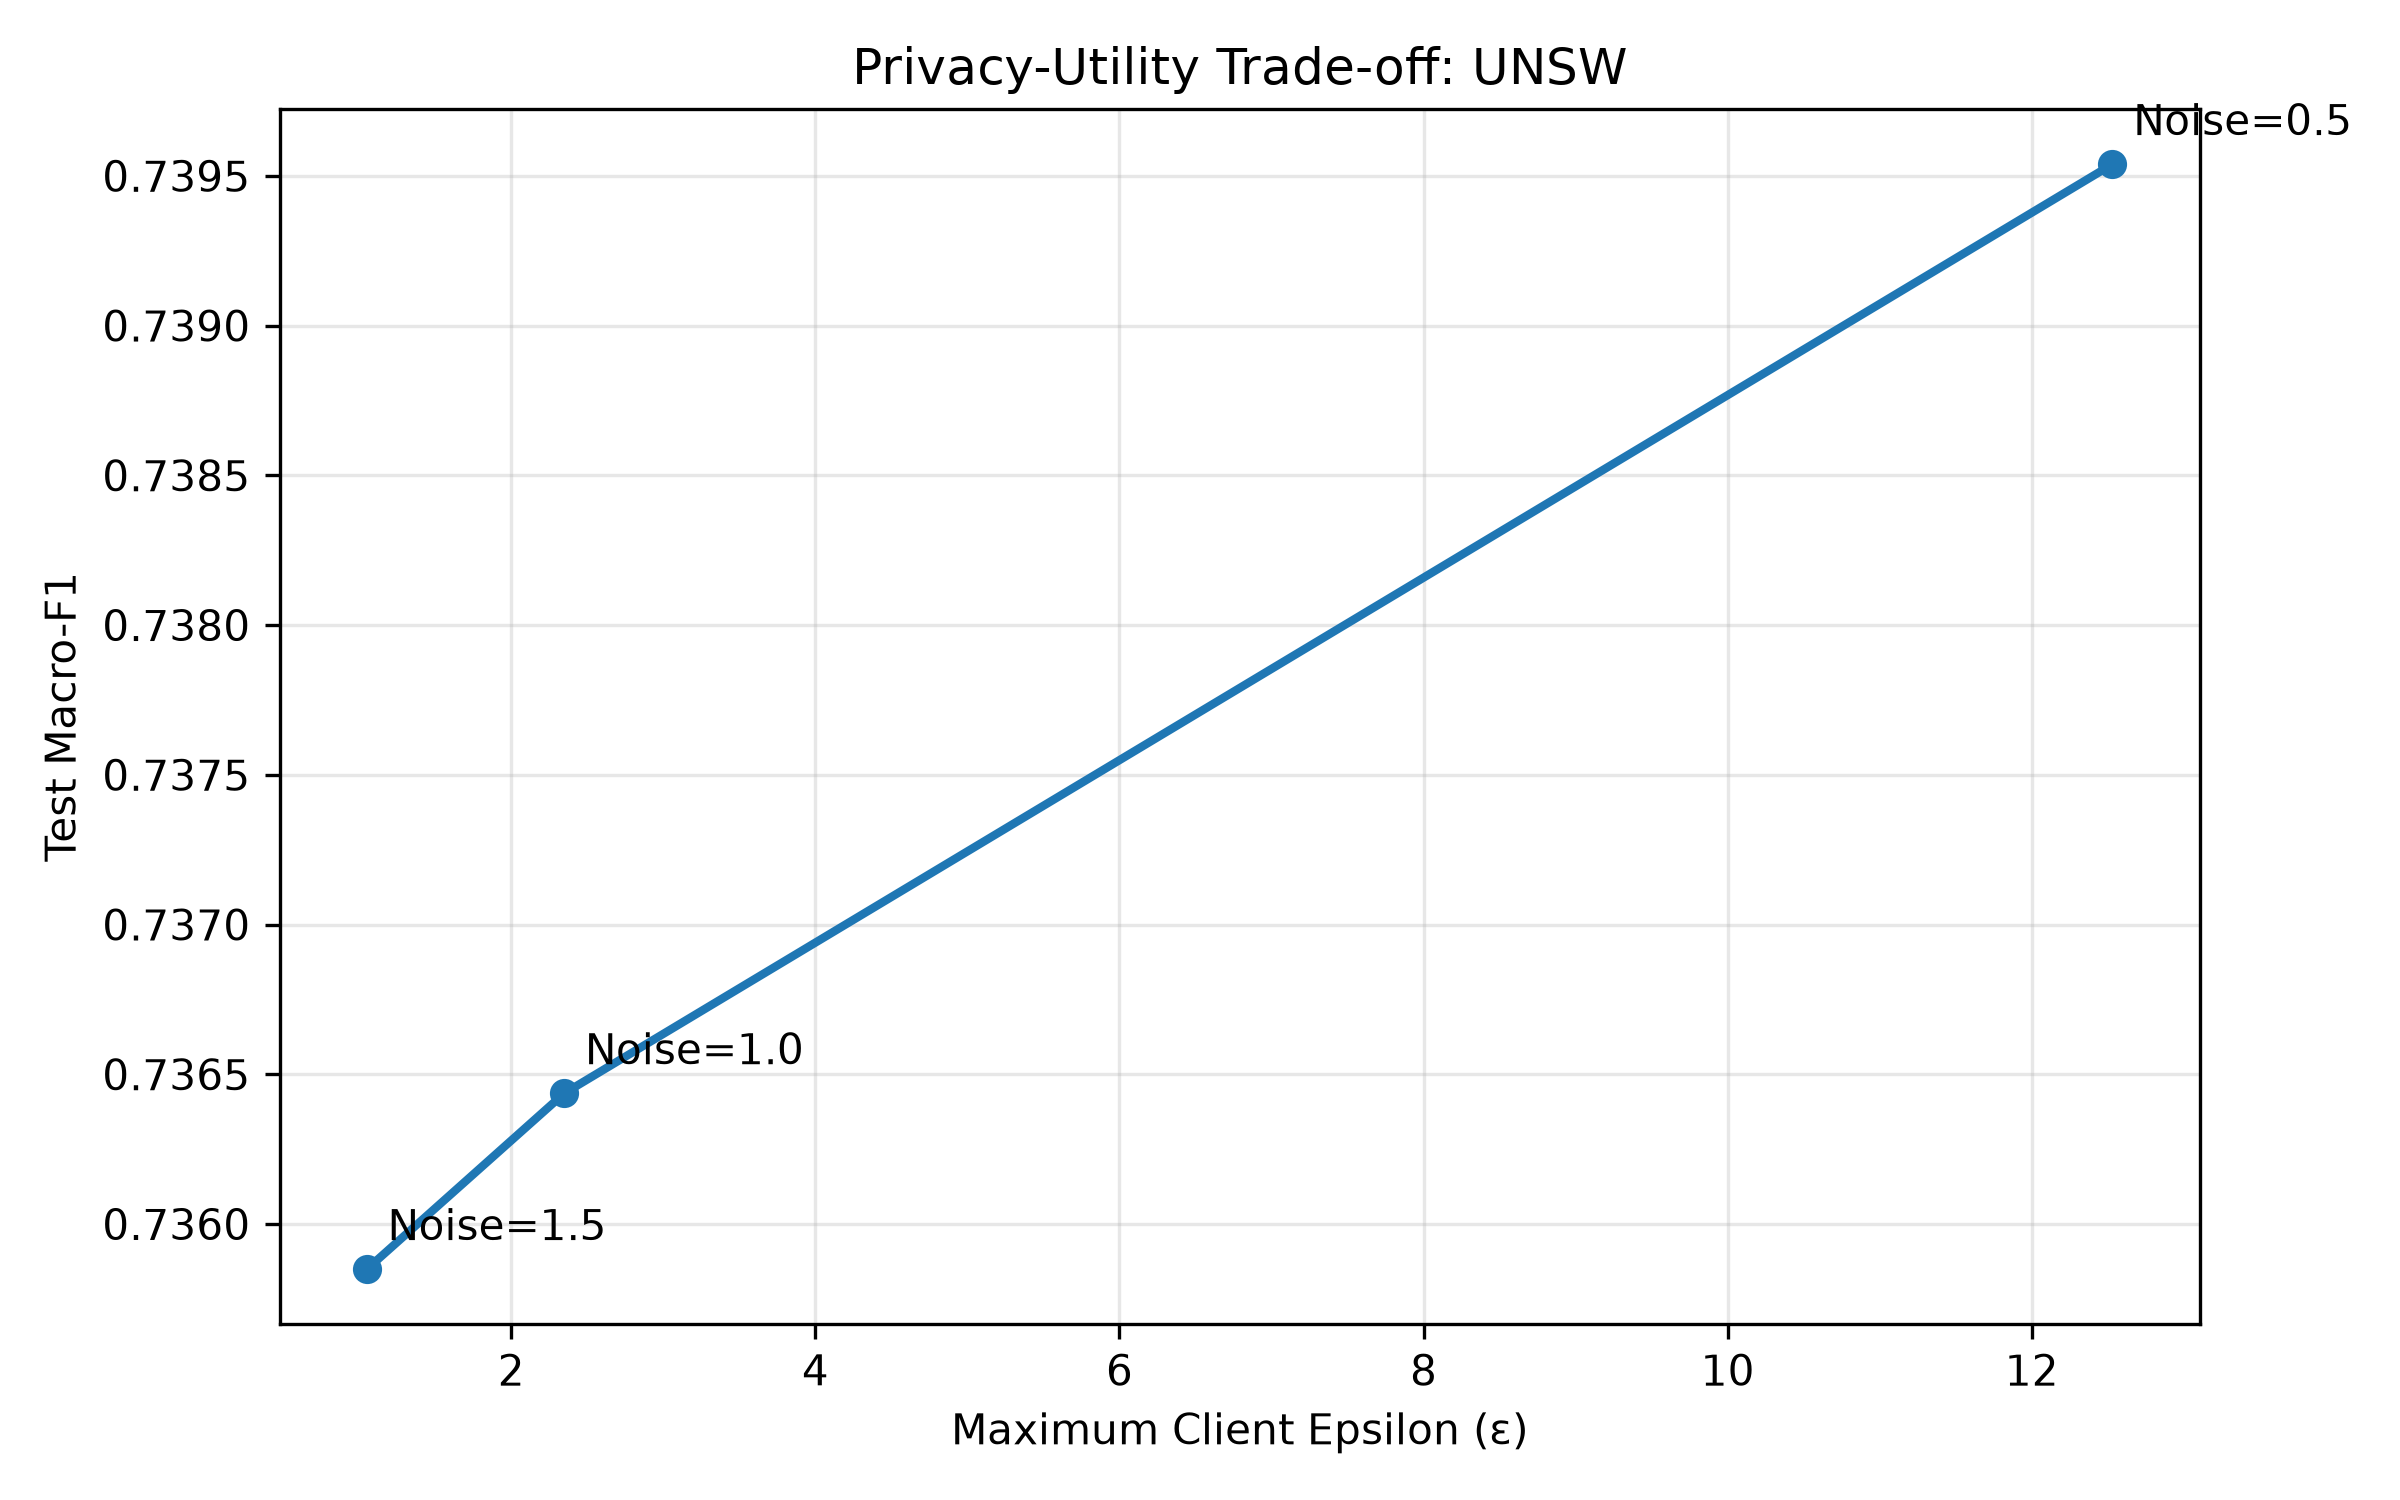 Privacy-Utility Trade-off: UNSW
Noise=0.5
0.7395
0.7390
0.7385
0.7380
0.7375
0.7370
0.7365
0.7360
Test Macro-F1
Noise=1.0
Noise=1.5
2 4 6 8 10 12
Maximum Client Epsilon (ε)